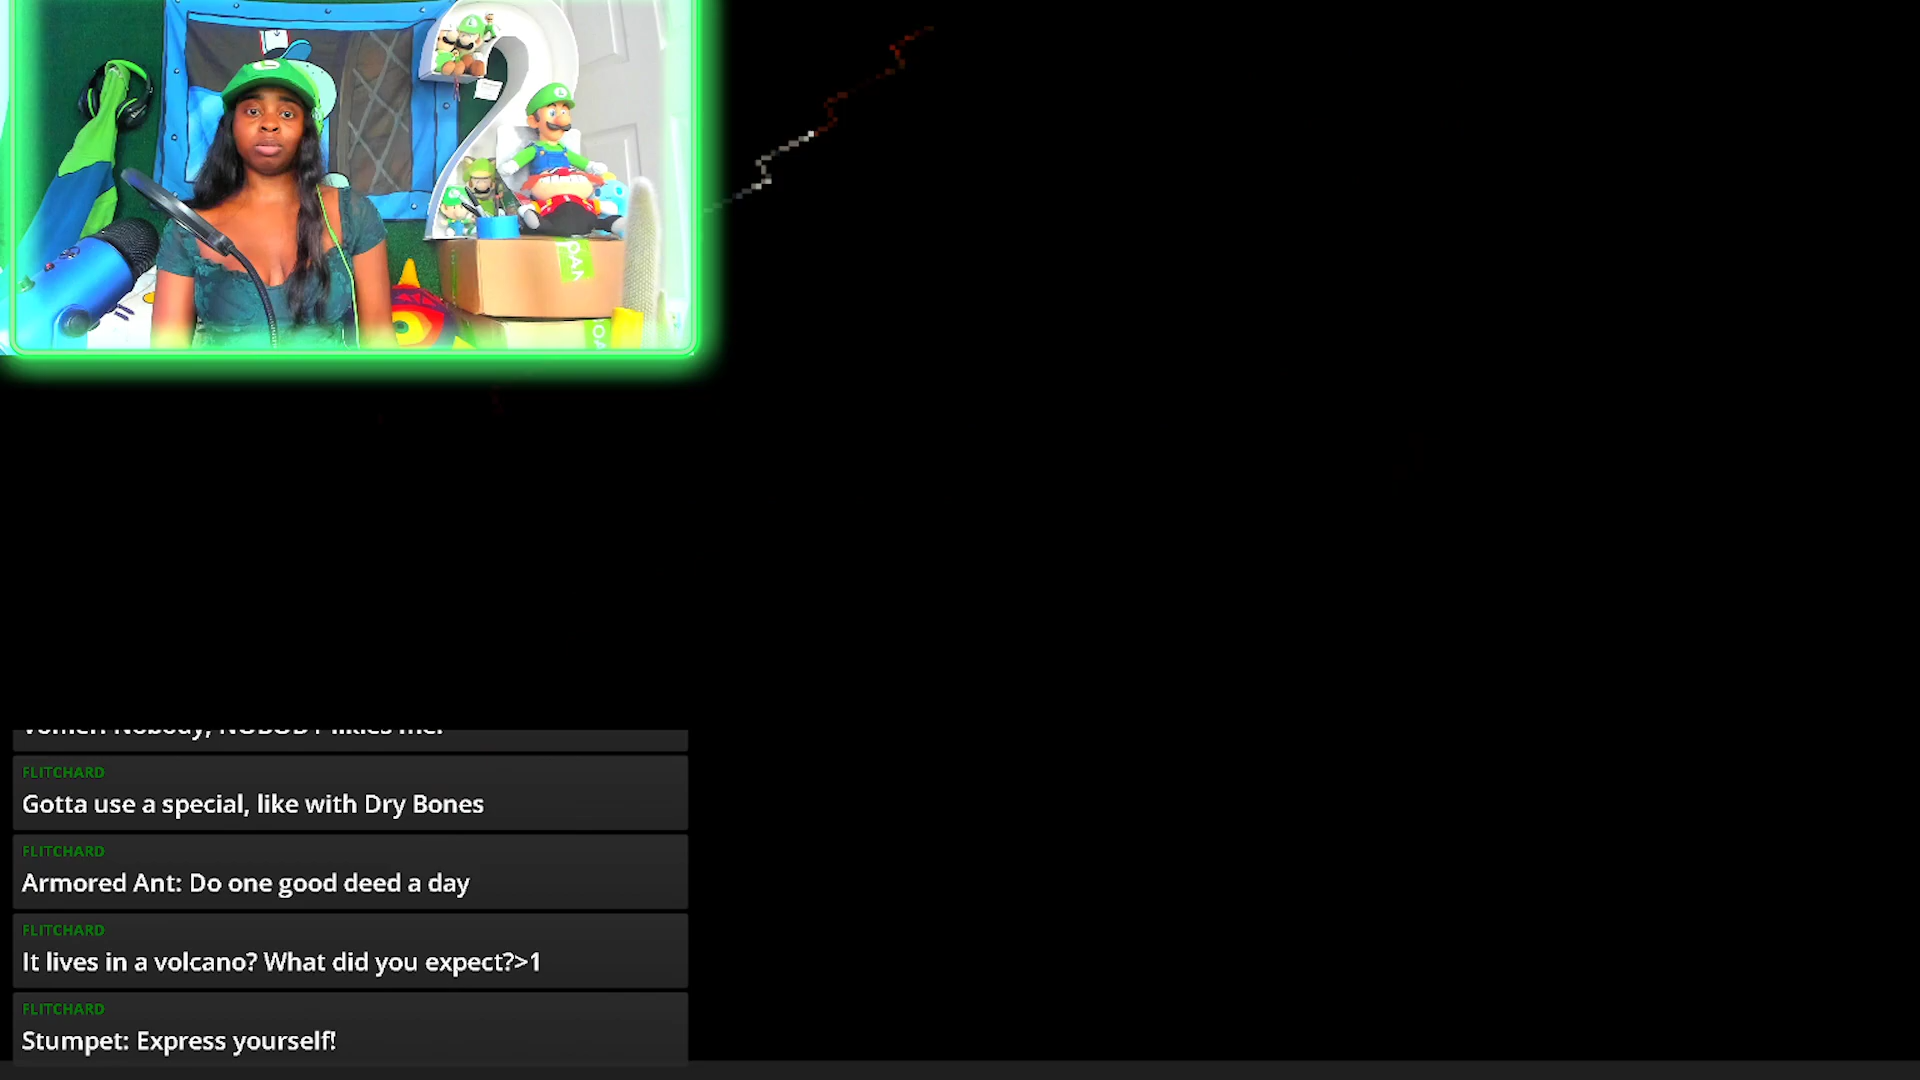 FLITCHARD
Gotta use a special, like with Dry Bones
FLITCHARD
Armored Ant: Do one good deed a day
FLITCHARD
It lives in a volcano? What did you expect?>1
FLITCHARD
Stumpet: Express yourself!